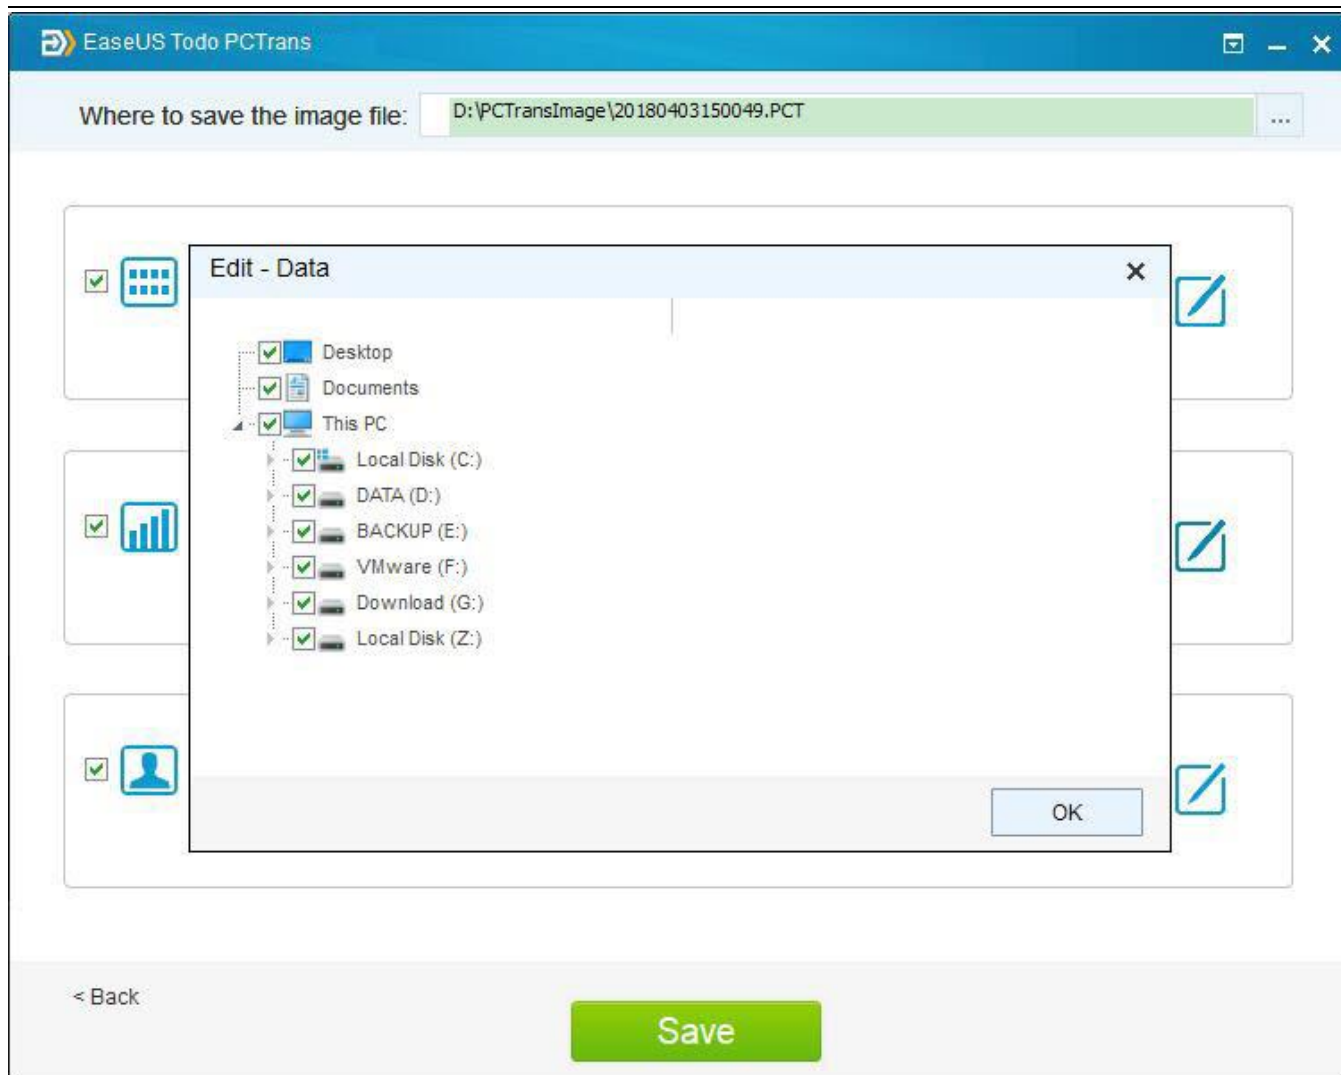 EaseUS Todo PCTrans
Where to save the image file: D:\PCTransImage\20180403150049.PCT ...
Edit - Data
Desktop
Documents
This PC
Local Disk (C:)
DATA (D:)
BACKUP (E:)
VMware (F:)
Download (G:)
Local Disk (Z:)
OK
< Back
Save